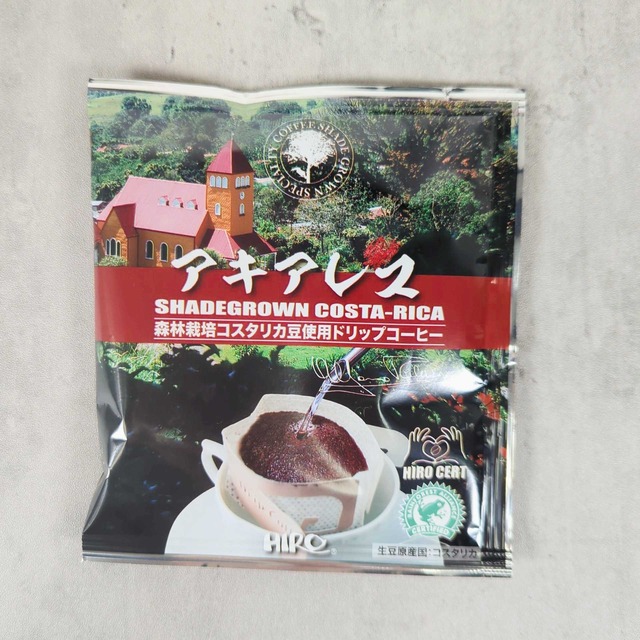 SPECIALTY COFFEE SHADE GROWN
アキアレス
SHADEGROWN COSTA-RICA
森林栽培コスタリカ豆使用ドリップコーヒー
HIRO CERT
CERTIFIED
HIRO
生豆原産国:コスタリカ